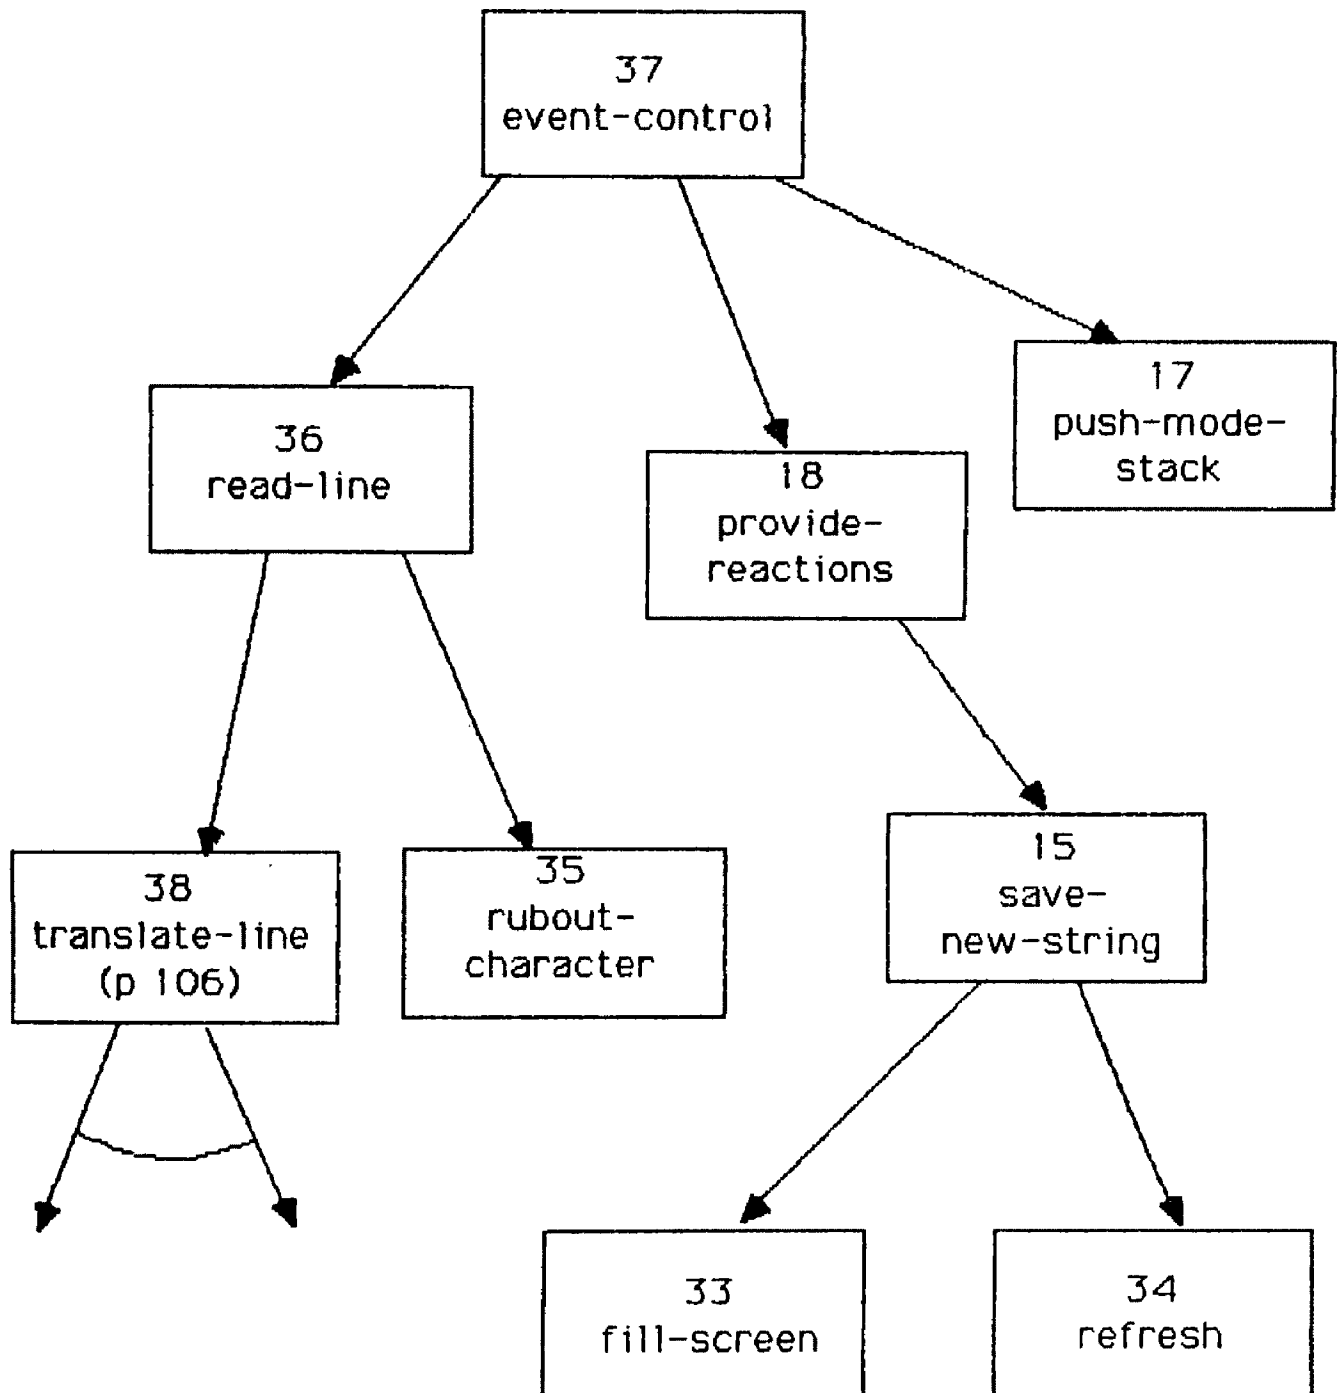 37
event-control
17
push-mode-
stack
36
read-line
18
provide-
reactions
38
translate-line
(p 106)
35
rubout-
character
15
save-
new-string
33
fill-screen
34
refresh